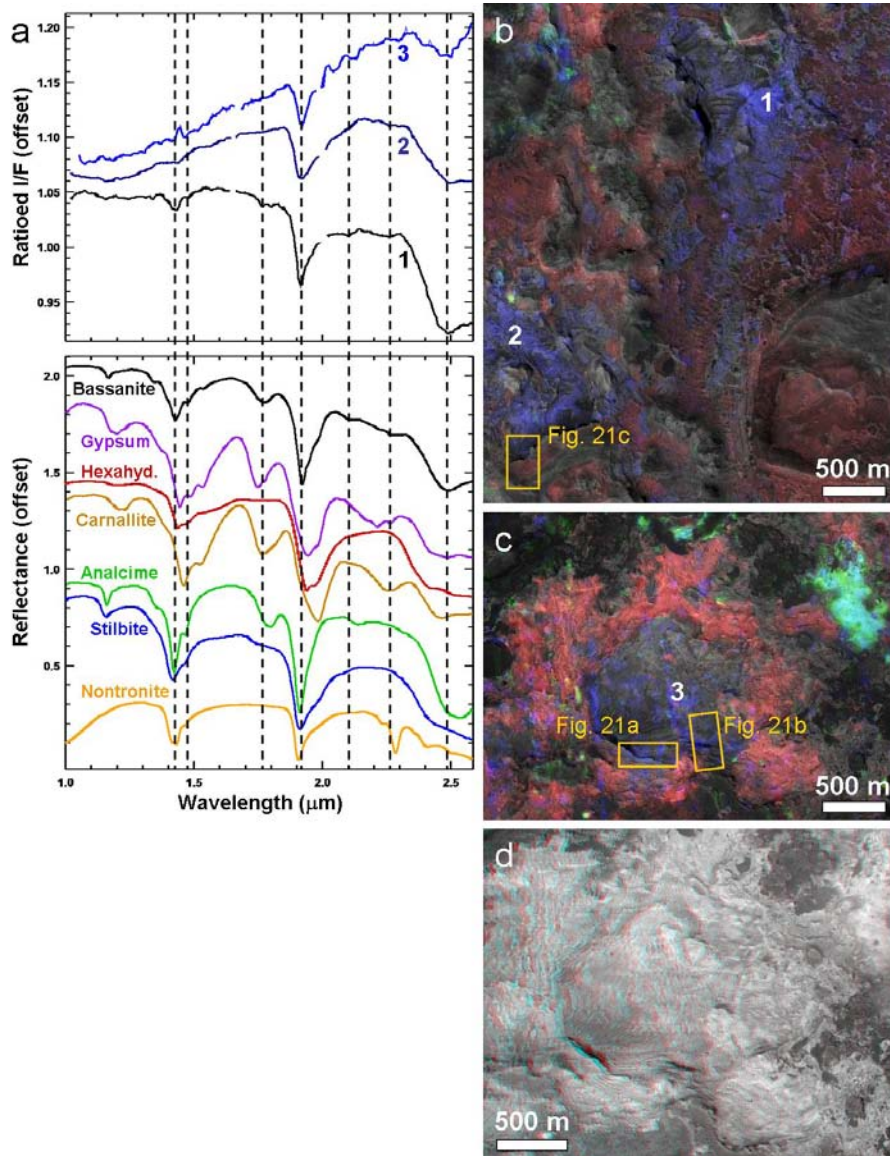 a
Ratioed I/F (offset)
1.20
1.15
1.10
1.05
1.00
0.95
3
2
1
Reflectance (offset)
2.0
1.5
1.0
0.5
Bassanite
Gypsum
Hexahyd.
Carnallite
Analcime
Stilbite
Nontronite
1.0 1.5 2.0 2.5
Wavelength (μm)
b
1
2
Fig. 21c
500 m
c
3
Fig. 21a
Fig. 21b
500 m
d
500 m